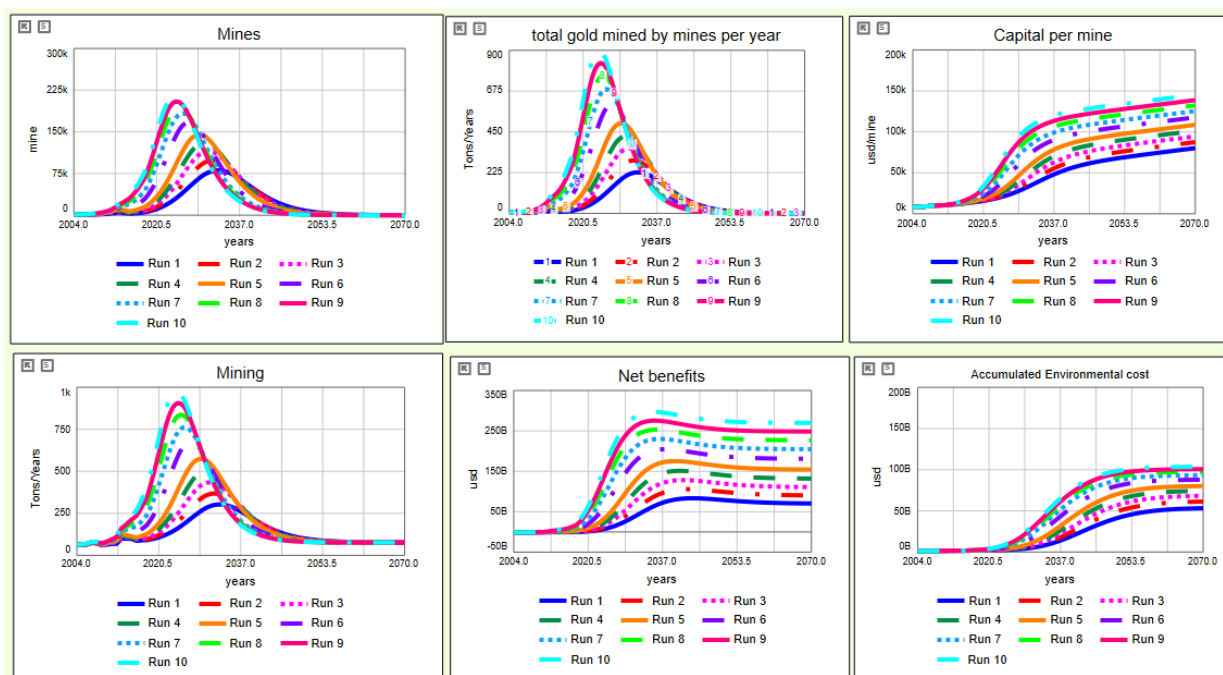 Mines
300k
225k
150k
75k
0
mine
2004.0 2020.5 2037.0 2053.5 2070.0
years
Run 1 Run 2 Run 3
Run 4 Run 5 Run 6
Run 7 Run 8 Run 9
Run 10
total gold mined by mines per year
900
675
450
225
0
Tons/Years
2004.0 2020.5 2037.0 2053.5 2070.0
years
1 Run 1 2 Run 2 3 Run 3
4 Run 4 5 Run 5 6 Run 6
7 Run 7 8 Run 8 9 Run 9
10 Run 10
Capital per mine
200k
150k
100k
50k
0k
usd/mine
2004.0 2020.5 2037.0 2053.5 2070.0
years
Run 1 Run 2 Run 3
Run 4 Run 5 Run 6
Run 7 Run 8 Run 9
Run 10
Mining
1k
750
500
250
0
Tons/Years
2004.0 2020.5 2037.0 2053.5 2070.0
years
Run 1 Run 2 Run 3
Run 4 Run 5 Run 6
Run 7 Run 8 Run 9
Run 10
Net benefits
350B
250B
150B
50B
-50B
usd
2004.0 2020.5 2037.0 2053.5 2070.0
years
Run 1 Run 2 Run 3
Run 4 Run 5 Run 6
Run 7 Run 8 Run 9
Run 10
Accumulated Environmental cost
200B
150B
100B
50B
0B
usd
2004.0 2020.5 2037.0 2053.5 2070.0
years
Run 1 Run 2 Run 3
Run 4 Run 5 Run 6
Run 7 Run 8 Run 9
Run 10